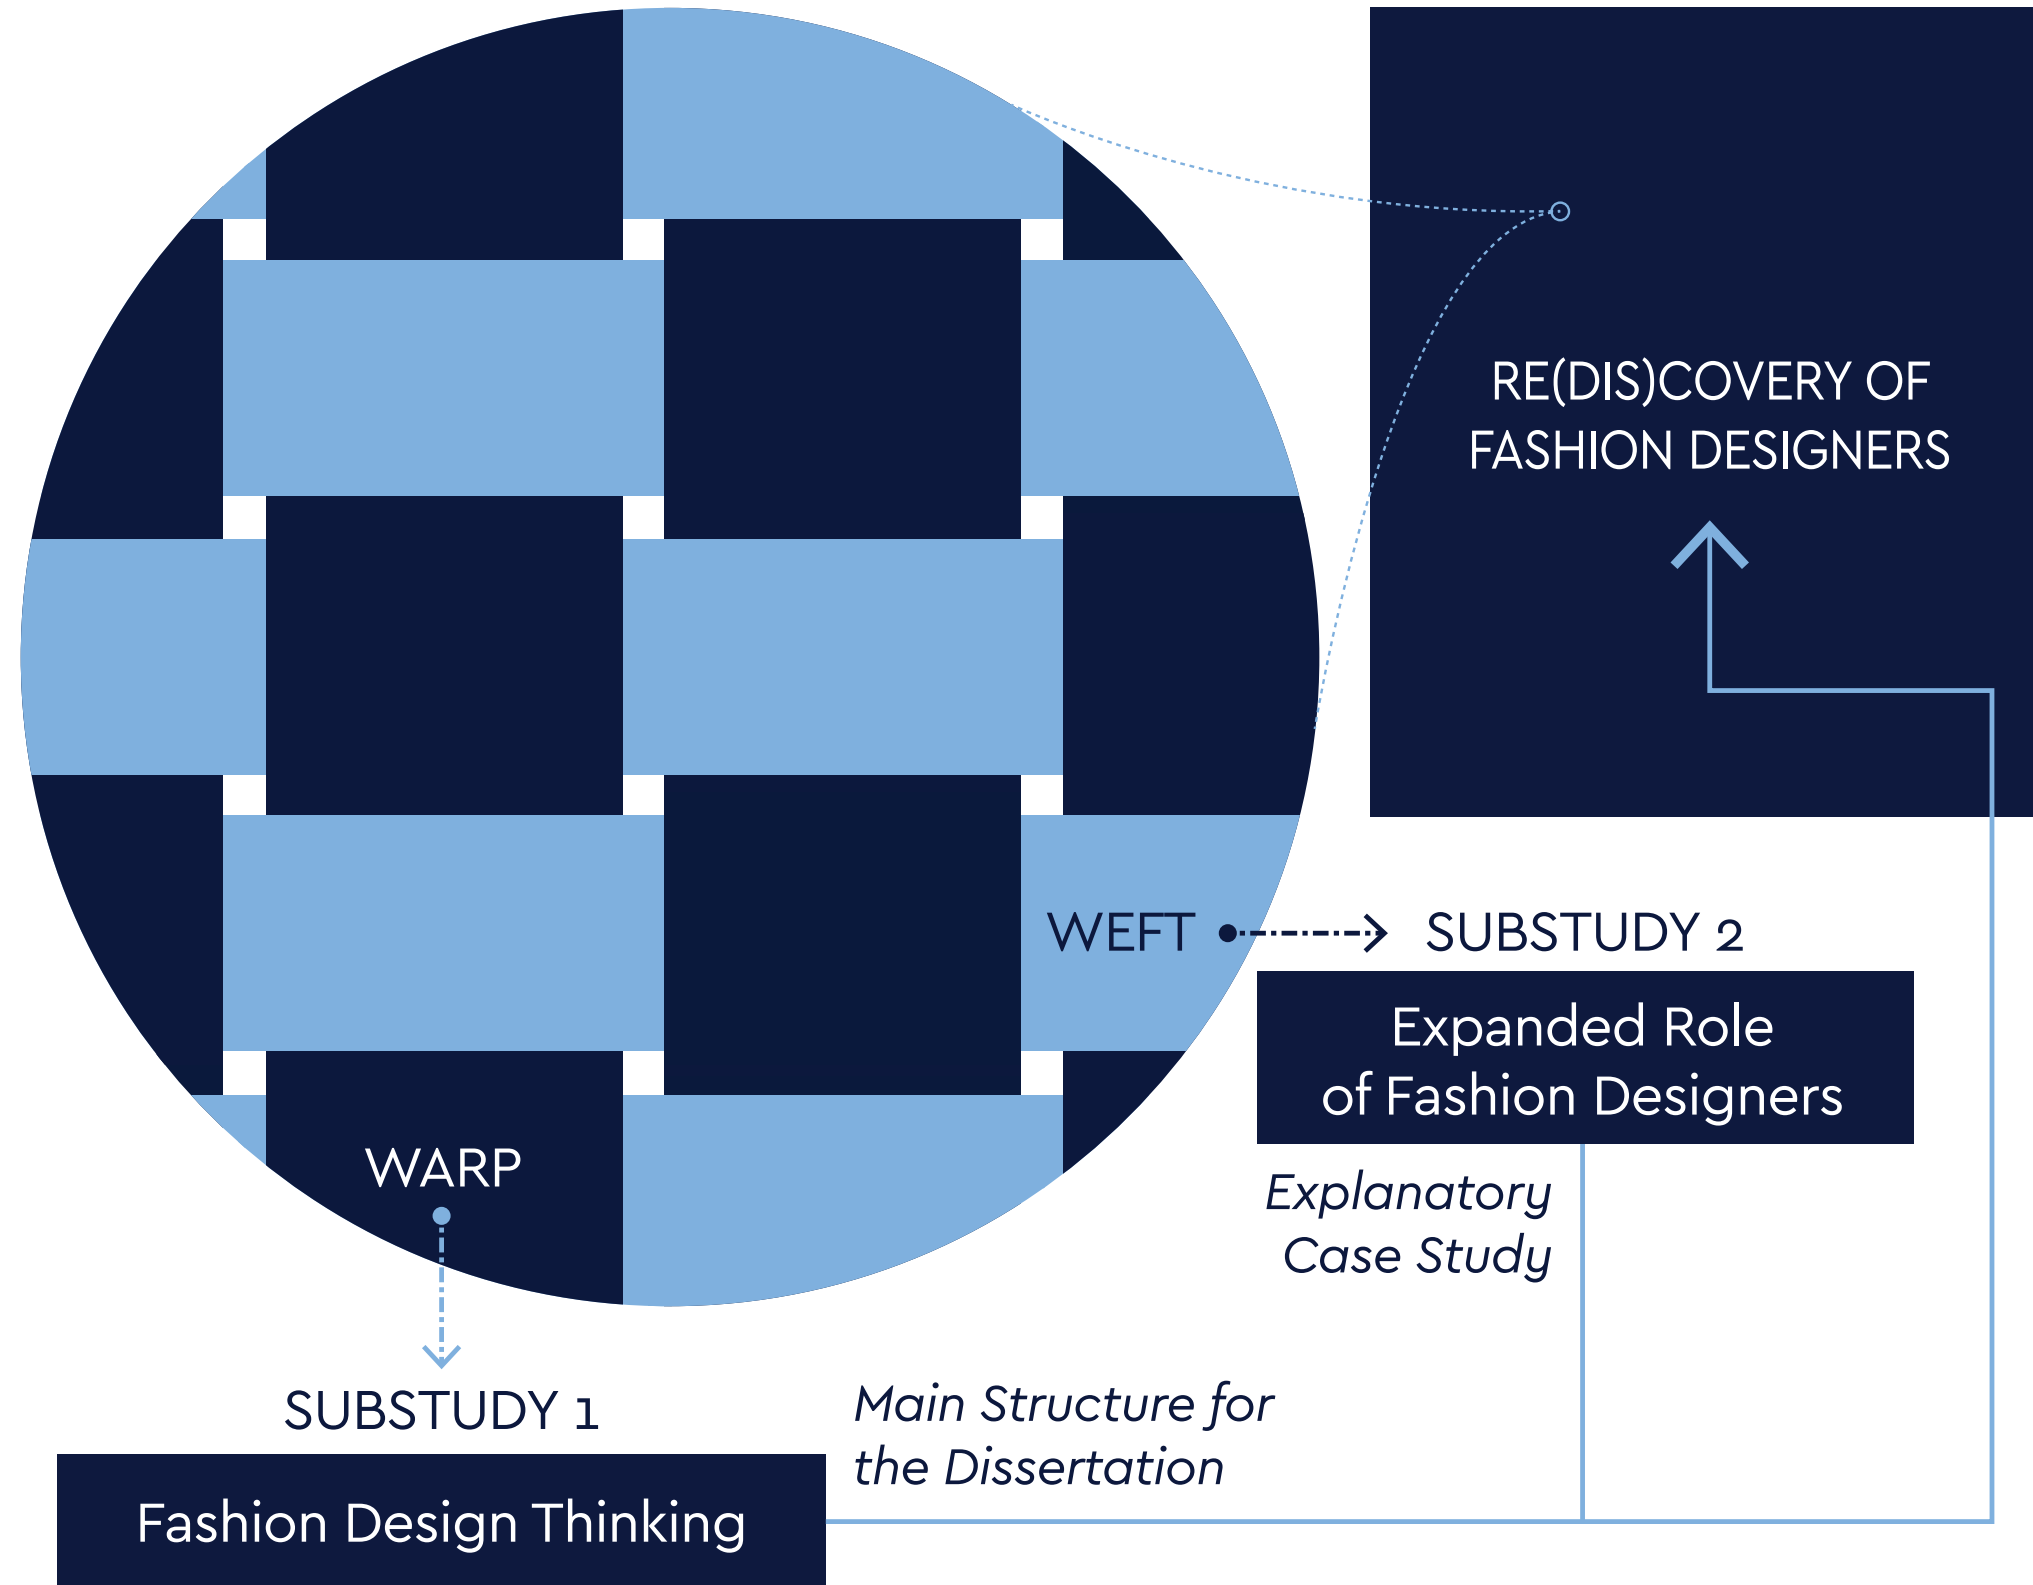 RE(DIS)COVERY OF
FASHION DESIGNERS
WEFT
SUBSTUDY 2
Expanded Role
of Fashion Designers
Explanatory
Case Study
WARP
SUBSTUDY 1
Fashion Design Thinking
Main Structure for
the Dissertation